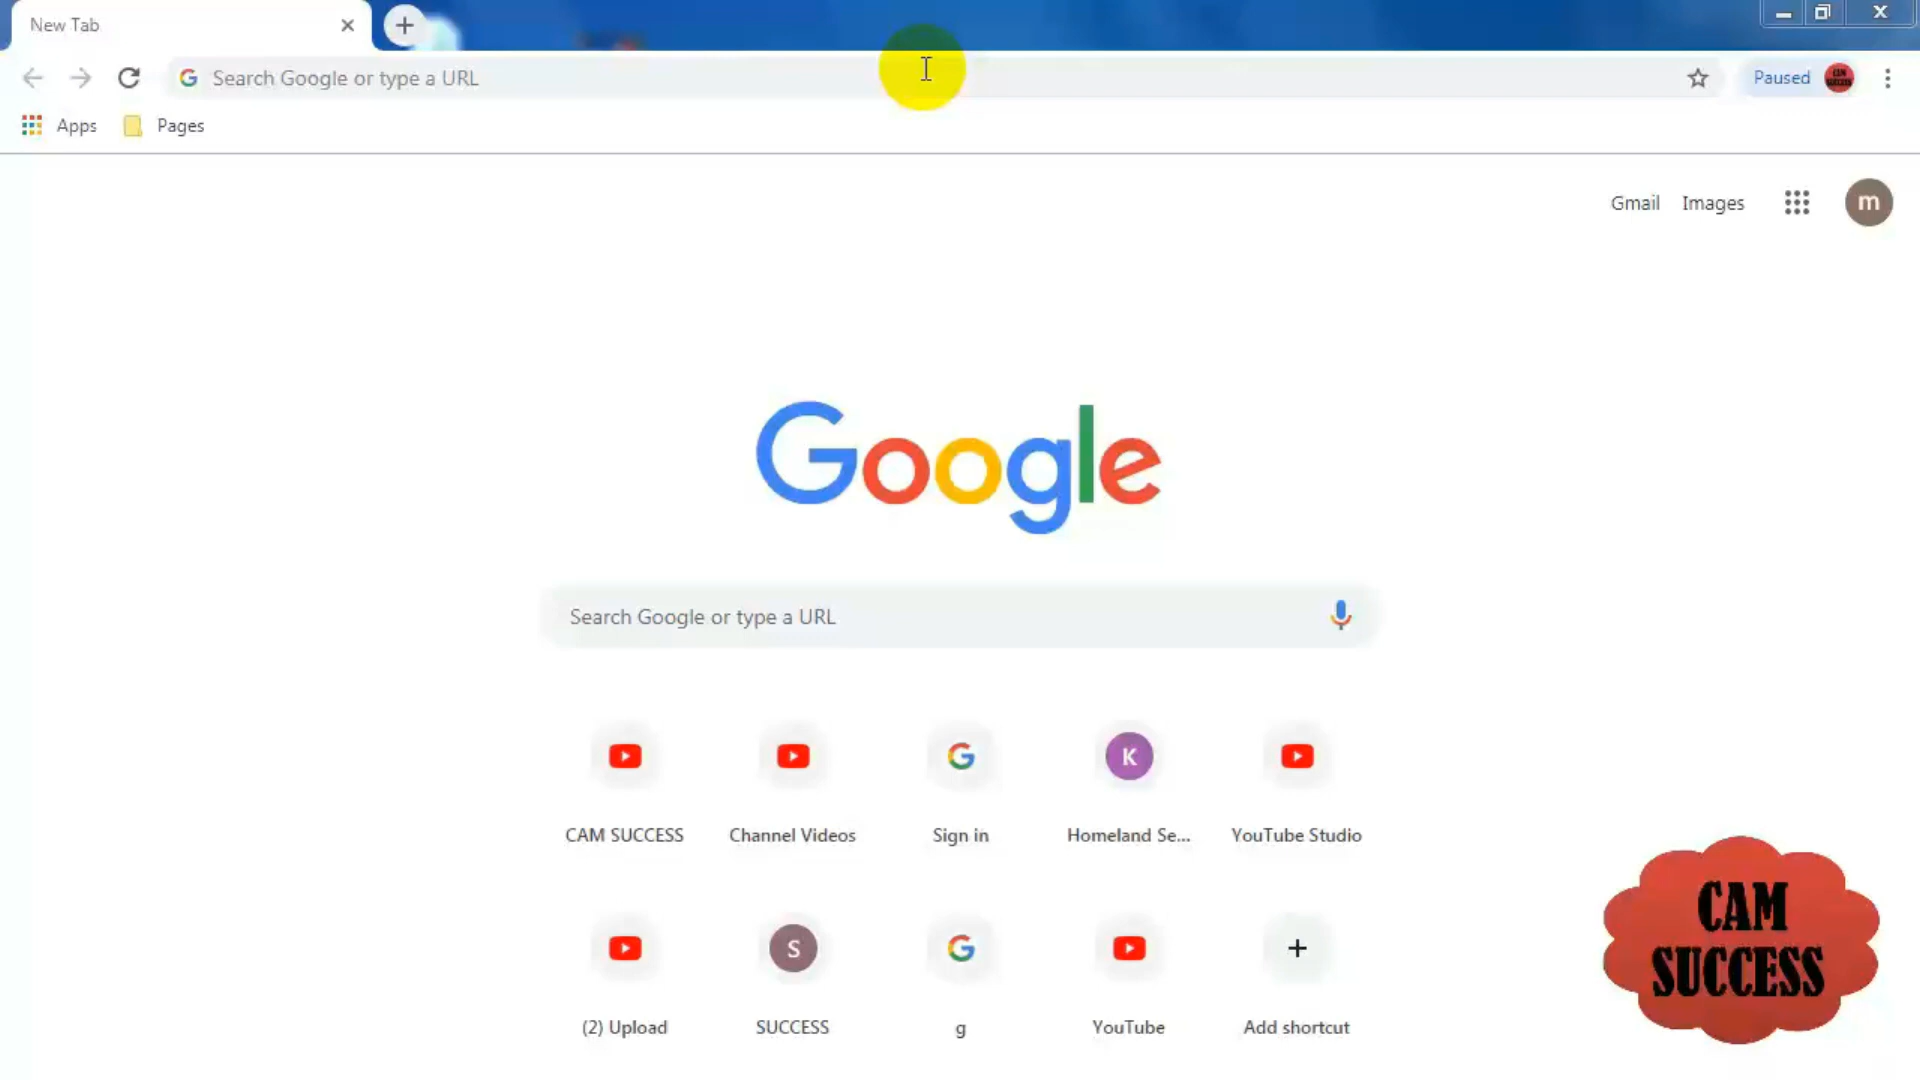 New Tab
Search Google or type a URL
Paused
Apps
Pages
Gmail
Images
m
Google
Search Google or type a URL
K
CAM SUCCESS
Channel Videos
Sign in
Homeland Se...
YouTube Studio
S
(2) Upload
SUCCESS
g
YouTube
Add shortcut
CAM
SUCCESS